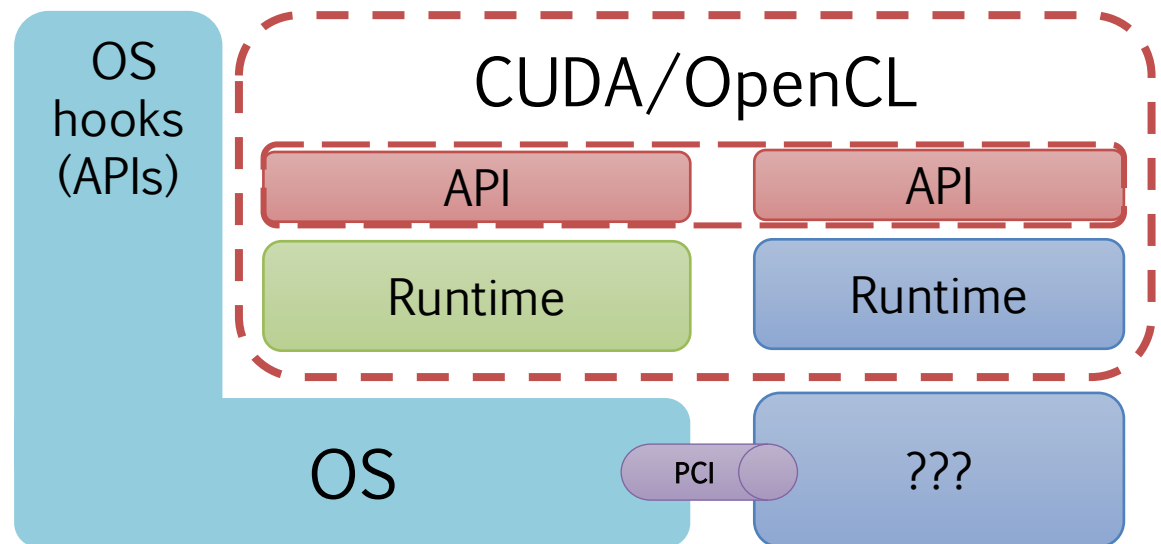 OS
hooks
(APIs)
CUDA/OpenCL
API
API
Runtime
Runtime
OS
PCI
???